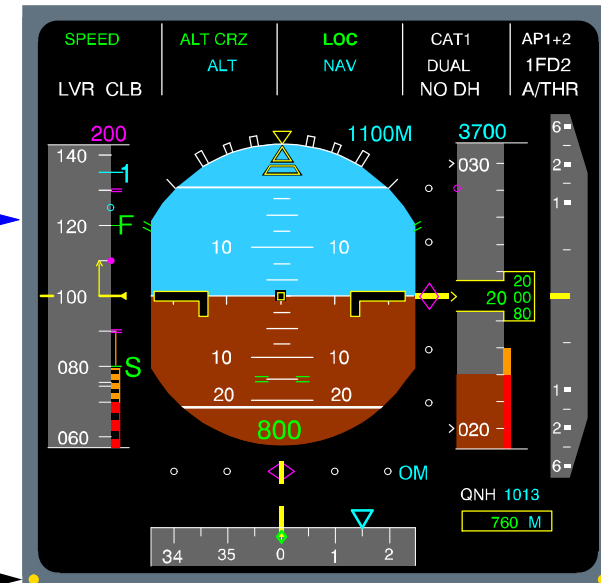 SPEED ALT CRZ LOC CAT1 AP1+2
ALT NAV DUAL 1FD2
LVR CLB NO DH A/THR
200 1100M 3700
140 1 030 6
2
120 F 1
10 10
100 20 20
00
80
080 S 10 10 1
20 20
060 800 020 2
6
OM
QNH 1013
760 M
34 35 0 1 2